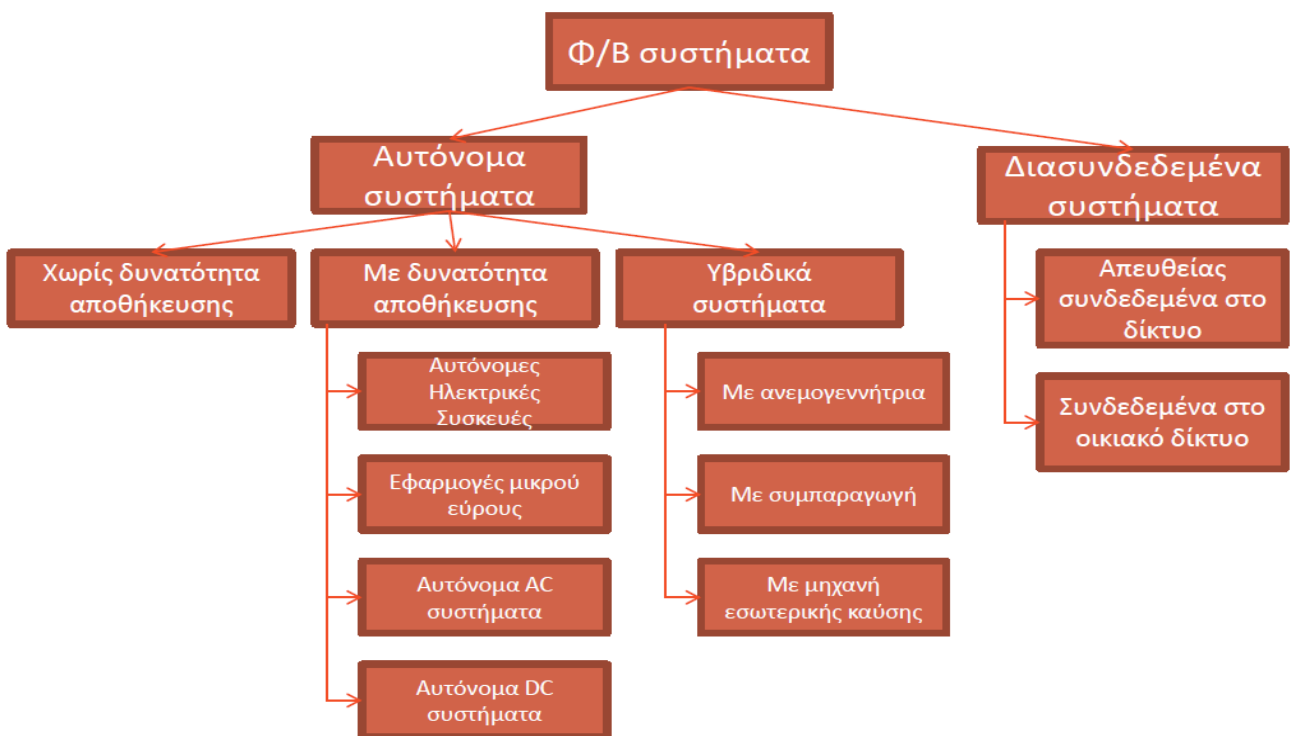 Φ/Β συστήματα
Αυτόνομα
συστήματα
Διασυνδεδεμένα
συστήματα
Χωρίς δυνατότητα
αποθήκευσης
Με δυνατότητα
αποθήκευσης
Υβριδικά
συστήματα
Απευθείας
συνδεδεμένα στο
δίκτυο
Αυτόνομες
Ηλεκτρικές
Συσκευές
Με ανεμογεννήτρια
Συνδεδεμένα στο
οικιακό δίκτυο
Εφαρμογές μικρού
εύρους
Με συμπαραγωγή
Αυτόνομα AC
συστήματα
Με μηχανή
εσωτερικής καύσης
Αυτόνομα DC
συστήματα